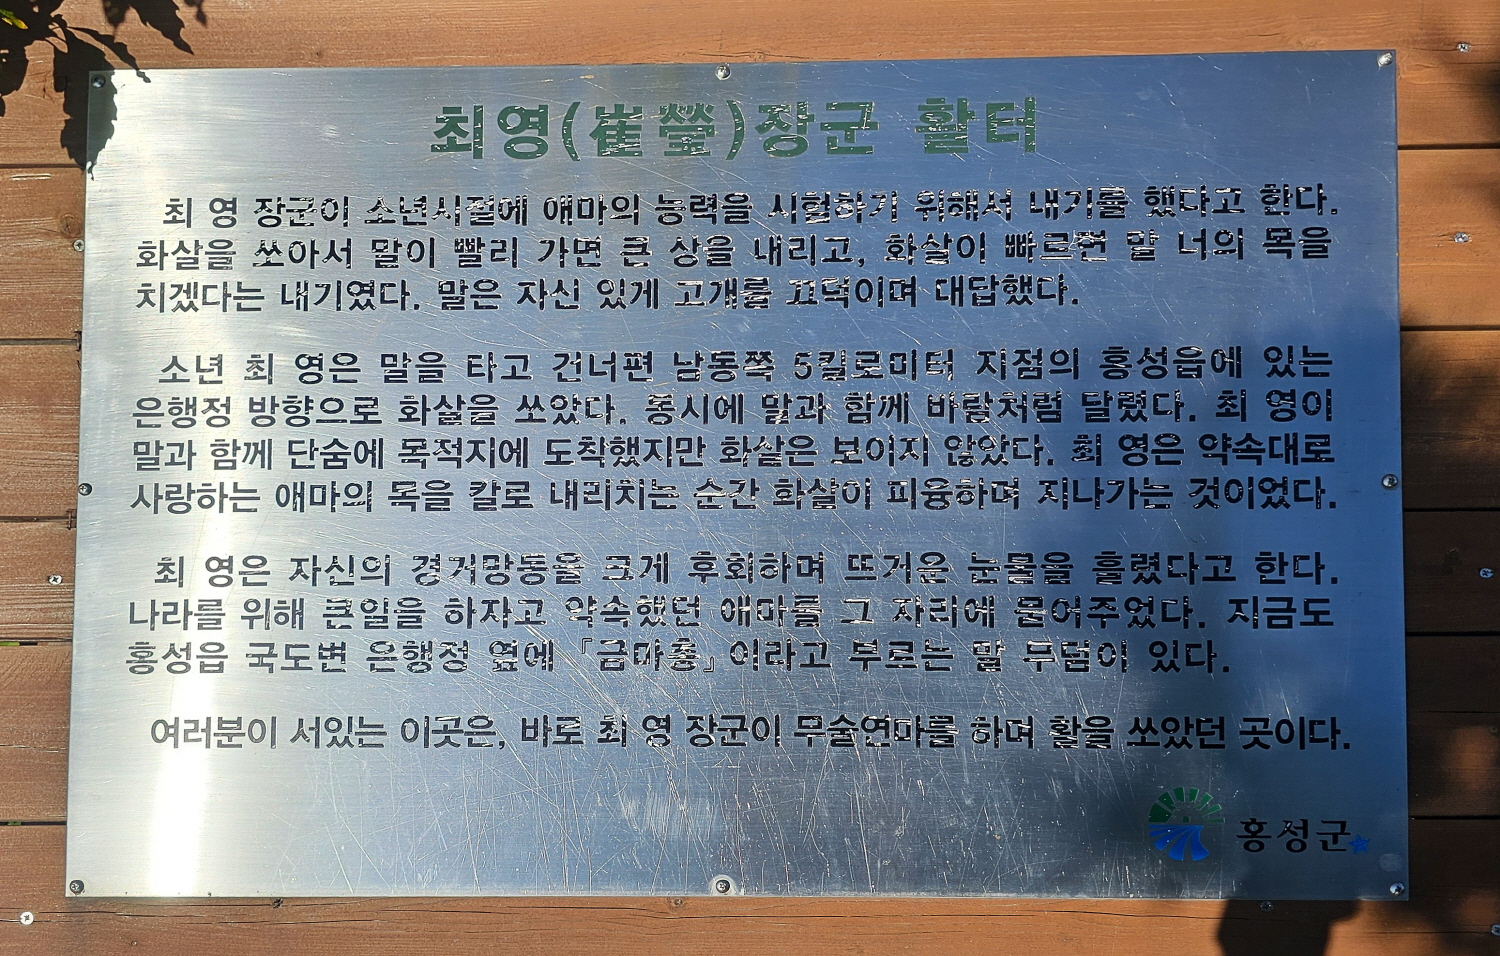 최영(崔瑩)장군 활터
최 영 장군이 소년시절에 애마의 능력을 시험하기 위해서 내기를 했다고 한다.
화살을 쏘아서 말이 빨리 가면 큰 상을 내리고, 화살이 빠르면 말 너의 목을
치겠다는 내기였다. 말은 자신 있게 고개를 끄덕이며 대답했다.
소년 최 영은 말을 타고 건너편 남동쪽 5킬로미터 지점의 홍성읍에 있는
은행정 방향으로 화살을 쏘았다. 동시에 말과 함께 바람처럼 달렸다. 최 영이
말과 함께 단숨에 목적지에 도착했지만 화살은 보이지 않았다. 최 영은 약속대로
사랑하는 애마의 목을 칼로 내리치는 순간 화살이 피융하며 지나가는 것이었다.
최 영은 자신의 경거망동을 크게 후회하며 뜨거운 눈물을 흘렸다고 한다.
나라를 위해 큰일을 하자고 약속했던 애마를 그 자리에 묻어주었다. 지금도
홍성읍 국도변 은행정 옆에 『금마총』이라고 부르는 말 무덤이 있다.
여러분이 서있는 이곳은, 바로 최 영 장군이 무술연마를 하며 활을 쏘았던 곳이다.
홍성군